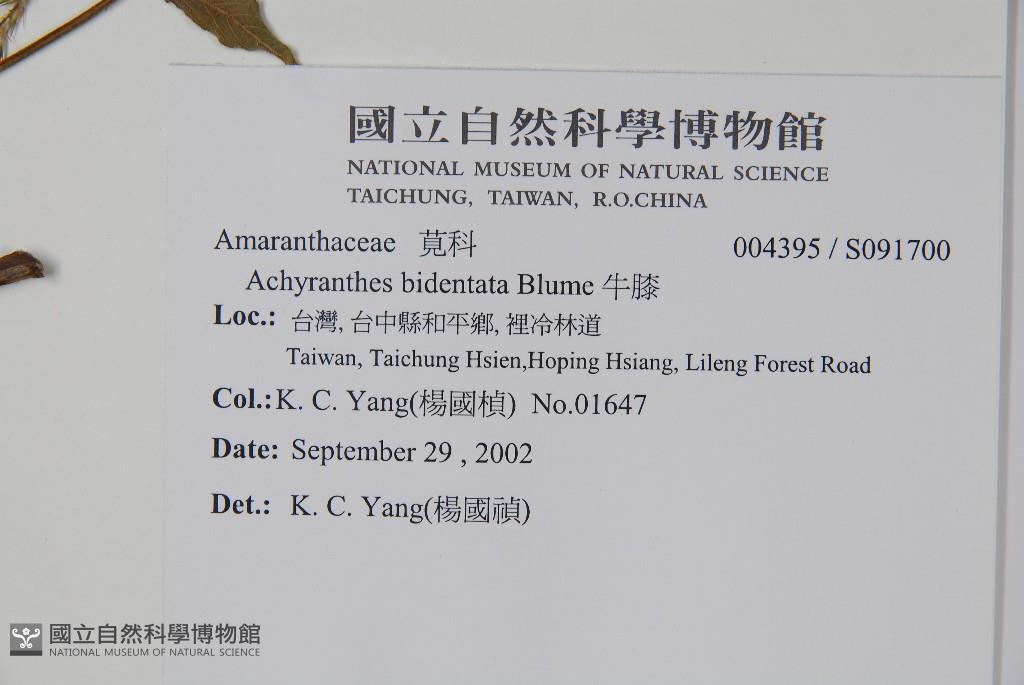 國立自然科學博物館
NATIONAL MUSEUM OF NATURAL SCIENCE
TAICHUNG, TAIWAN, R.O.CHINA
Amaranthaceae 莧科 004395 / S091700
Achyranthes bidentata Blume 牛膝
Loc.: 台灣, 台中縣和平鄉, 裡冷林道
Taiwan, Taichung Hsien,Hoping Hsiang, Lileng Forest Road
Col.:K. C. Yang(楊國楨) No.01647
Date: September 29 , 2002
Det.: K. C. Yang(楊國禎)
國立自然科學博物館
NATIONAL MUSEUM OF NATURAL SCIENCE